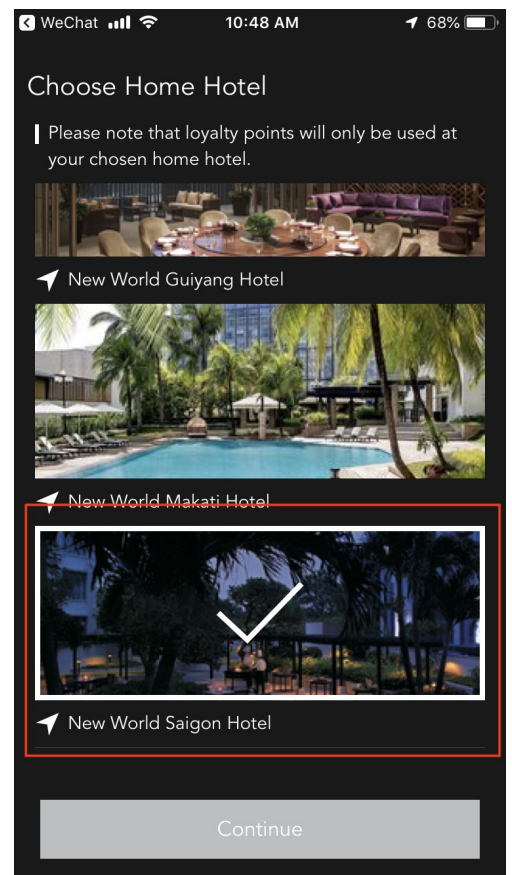 WeChat 10:48 AM 68%
Choose Home Hotel
Please note that loyalty points will only be used at
your chosen home hotel.
New World Guiyang Hotel
New World Makati Hotel
New World Saigon Hotel
Continue